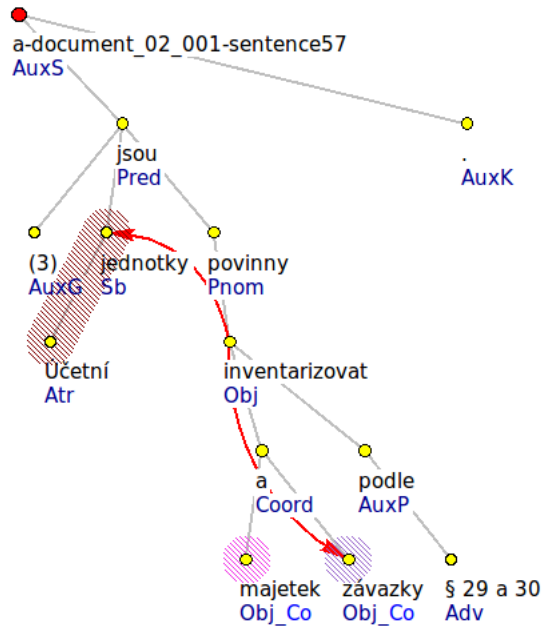 a-document_02_001-sentence57
AuxS
jsou
Pred
.
AuxK
(3)
AuxG
jednotky
Sb
povinny
Pnom
Účetní
Atr
inventarizovat
Obj
a
Coord
podle
AuxP
majetek
Obj_Co
závazky
Obj_Co
§ 29 a 30
Adv